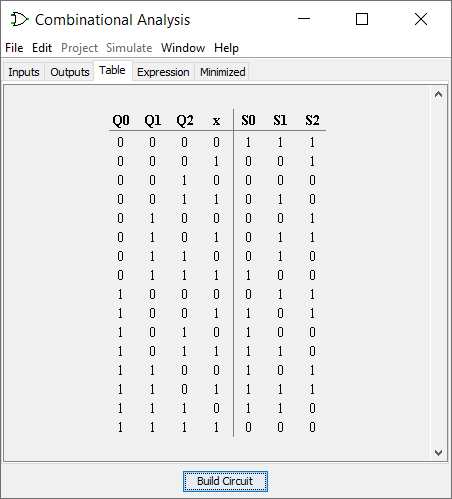 Combinational Analysis
File Edit Project Simulate Window Help
Inputs Outputs Table Expression Minimized
Q0 Q1 Q2 x S0 S1 S2
0 0 0 0 1 1 1
0 0 0 1 0 0 1
0 0 1 0 0 0 0
0 0 1 1 0 1 0
0 1 0 0 0 0 1
0 1 0 1 0 1 1
0 1 1 0 0 1 0
0 1 1 1 1 0 0
1 0 0 0 0 1 1
1 0 0 1 1 0 1
1 0 1 0 1 0 0
1 0 1 1 1 1 0
1 1 0 0 1 0 1
1 1 0 1 1 1 1
1 1 1 0 1 1 0
1 1 1 1 0 0 0
Build Circuit